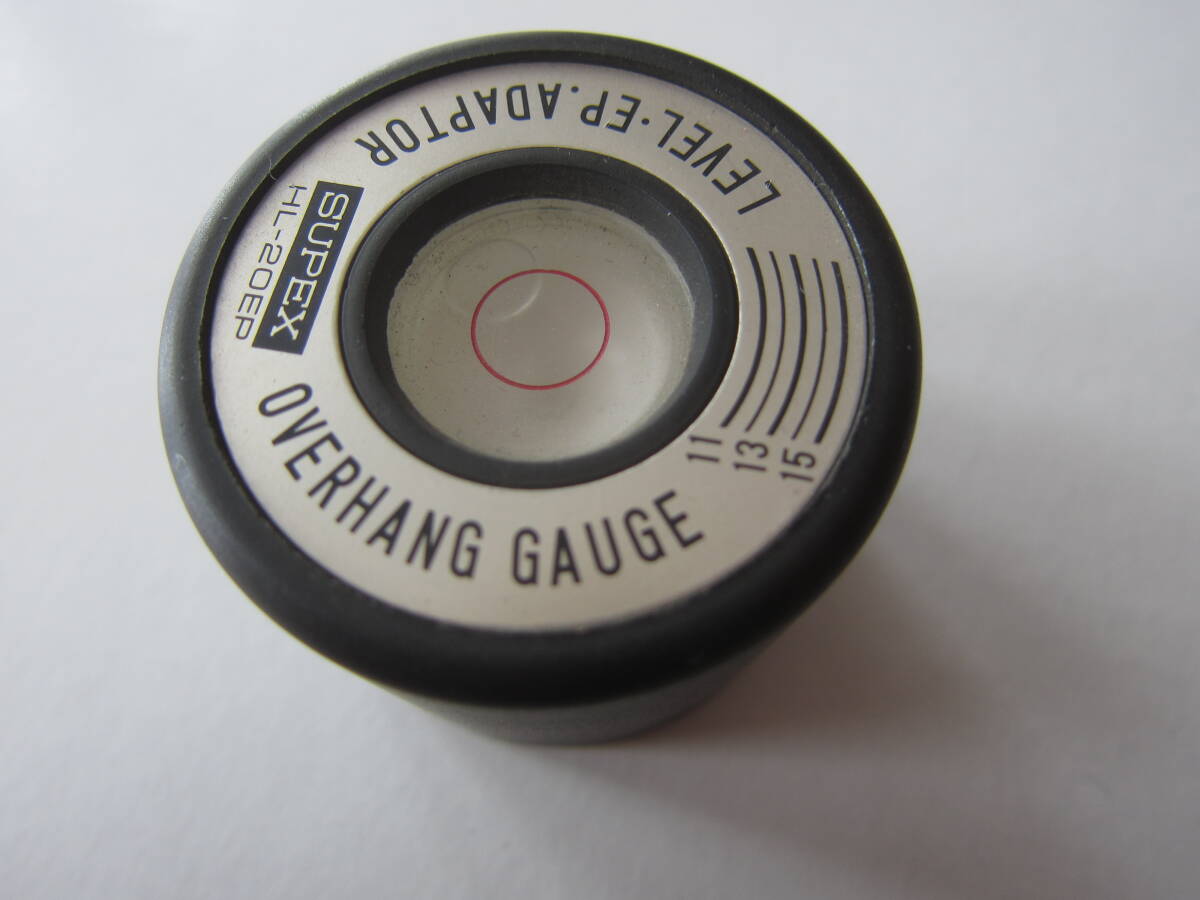 LEVEL·EP.ADAPTOR
SUPEX
HL-20EP
OVERHANG GAUGE
11
13
15